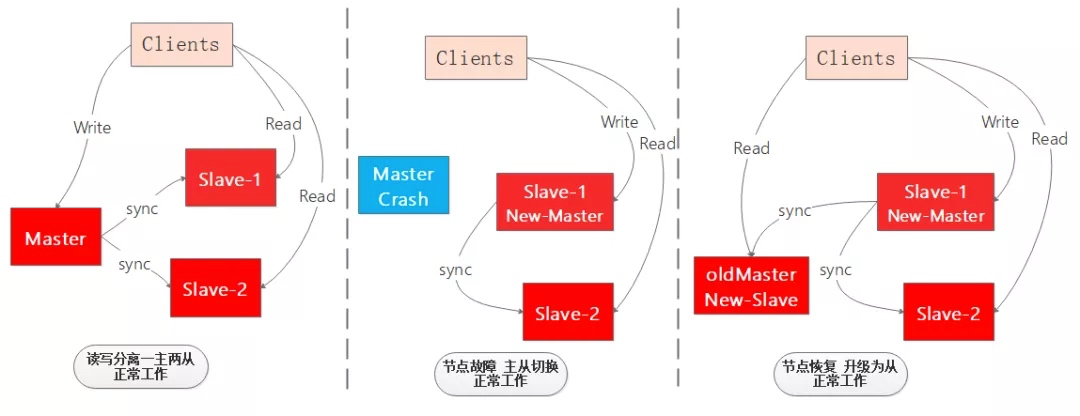 Clients
Write
Read
Read
Slave-1
sync
Master
sync
Slave-2
读写分离一主两从
正常工作
Clients
Write
Read
Master
Crash
Slave-1
New-Master
sync
Slave-2
节点故障 主从切换
正常工作
Clients
Write
Read
Read
Slave-1
New-Master
sync
oldMaster
New-Slave
sync
Slave-2
节点恢复 升级为从
正常工作